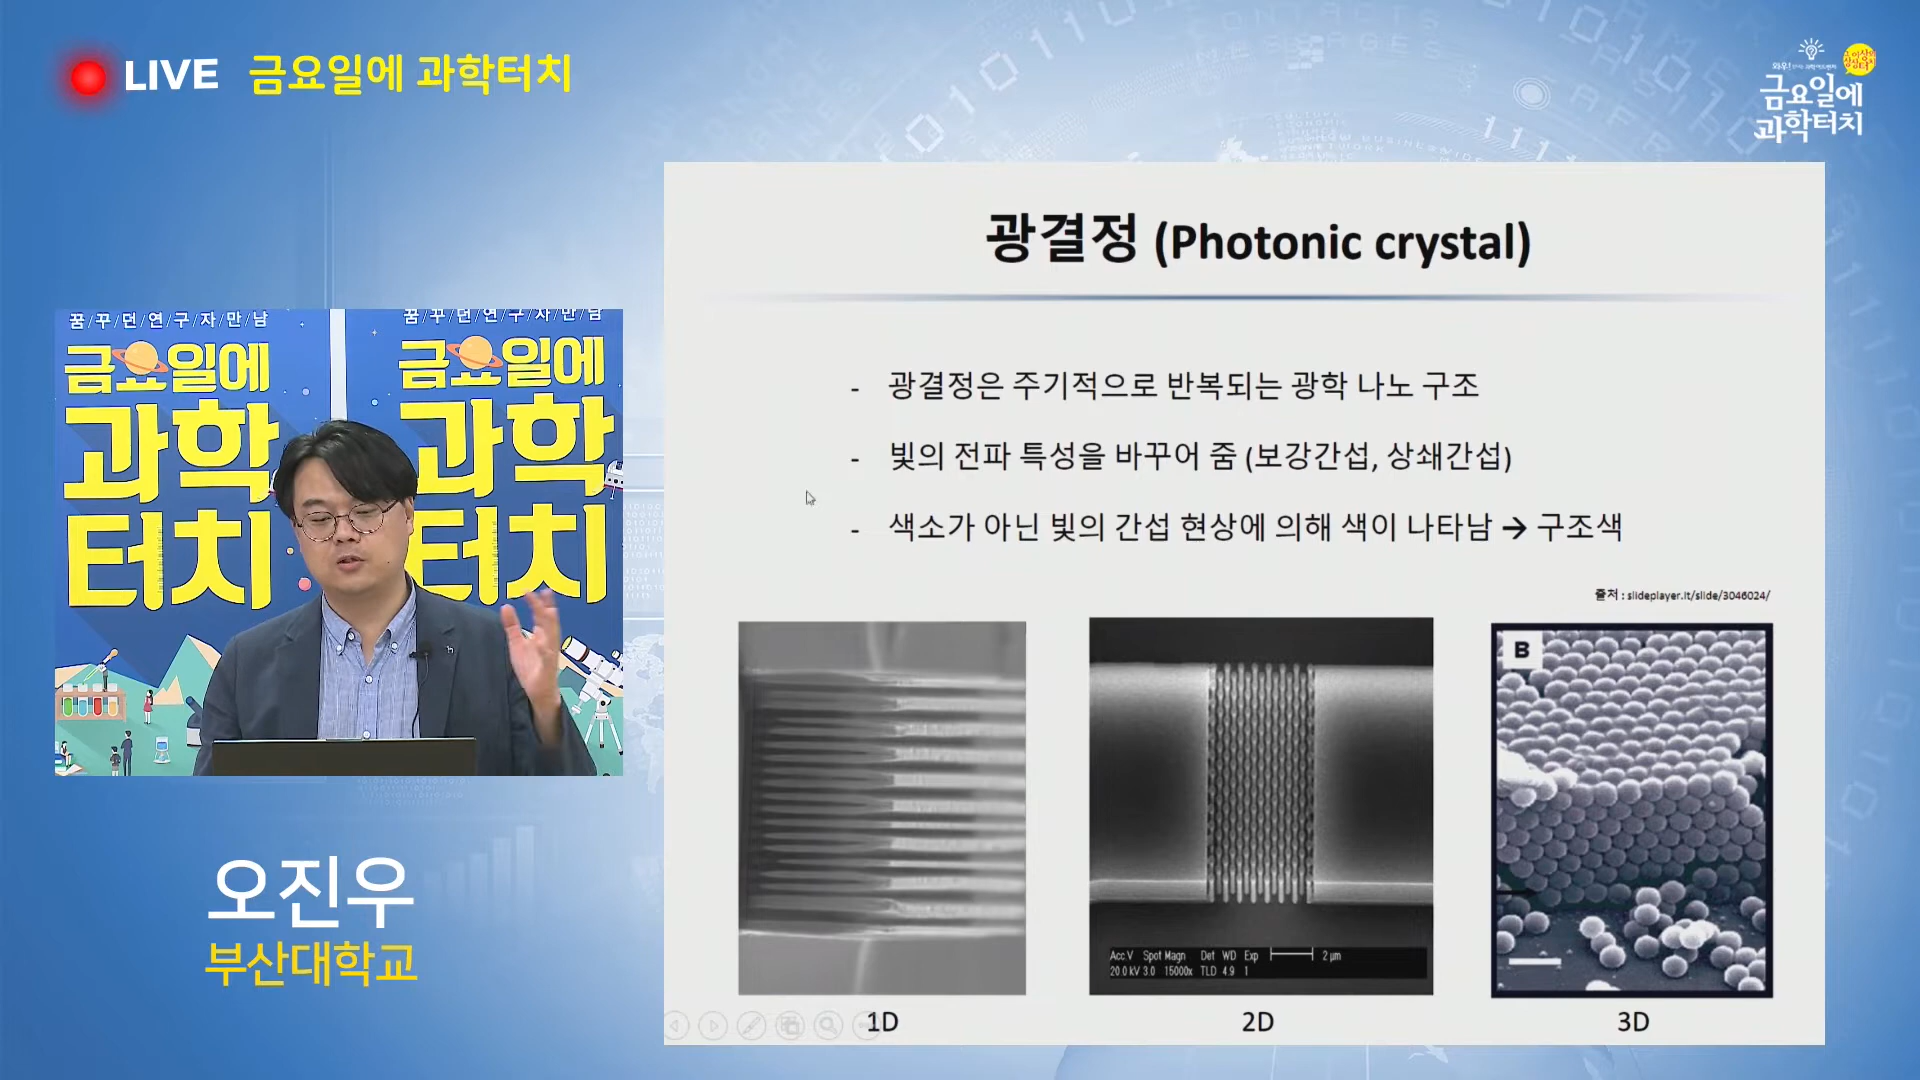 LIVE 금요일에 과학터치
금요일에
과학터치
광결정 (Photonic crystal)
- 광결정은 주기적으로 반복되는 광학 나노 구조
- 빛의 전파 특성을 바꾸어 줌 (보강간섭, 상쇄간섭)
- 색소가 아닌 빛의 간섭 현상에 의해 색이 나타남 → 구조색
출처 : slideplayer.it/slide/3046024/
B
Acc.V Spot Magn Det WD Exp 2 µm
20.0 kV 3.0 15000x TLD 4.9 1
1D 2D 3D
꿈/꾸/던/연/구/자/만/남
금요일에
과학
터치
꿈/꾸/던/연/구/자/만/남
금요일에
과학
터치
오진우
부산대학교